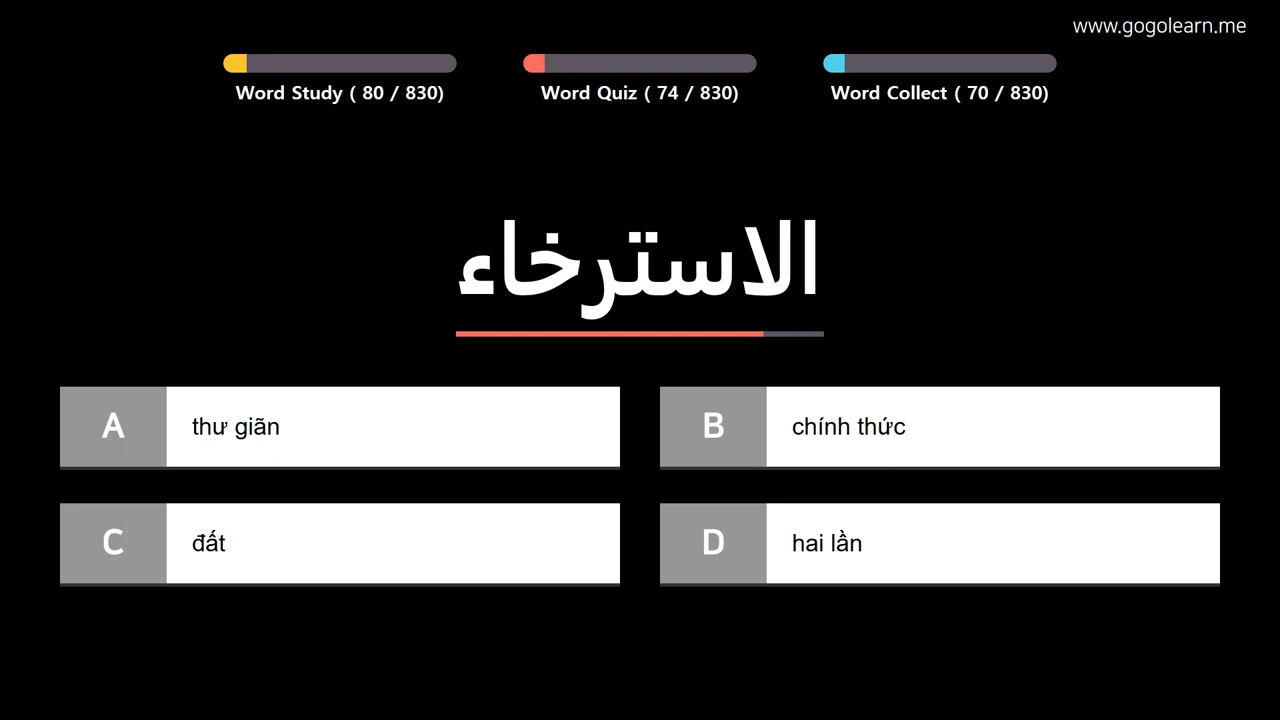 www.gogolearn.me
Word Study ( 80 / 830)
Word Quiz ( 74 / 830)
Word Collect ( 70 / 830)
الاسترخاء
A thư giãn
B chính thức
C đất
D hai lần